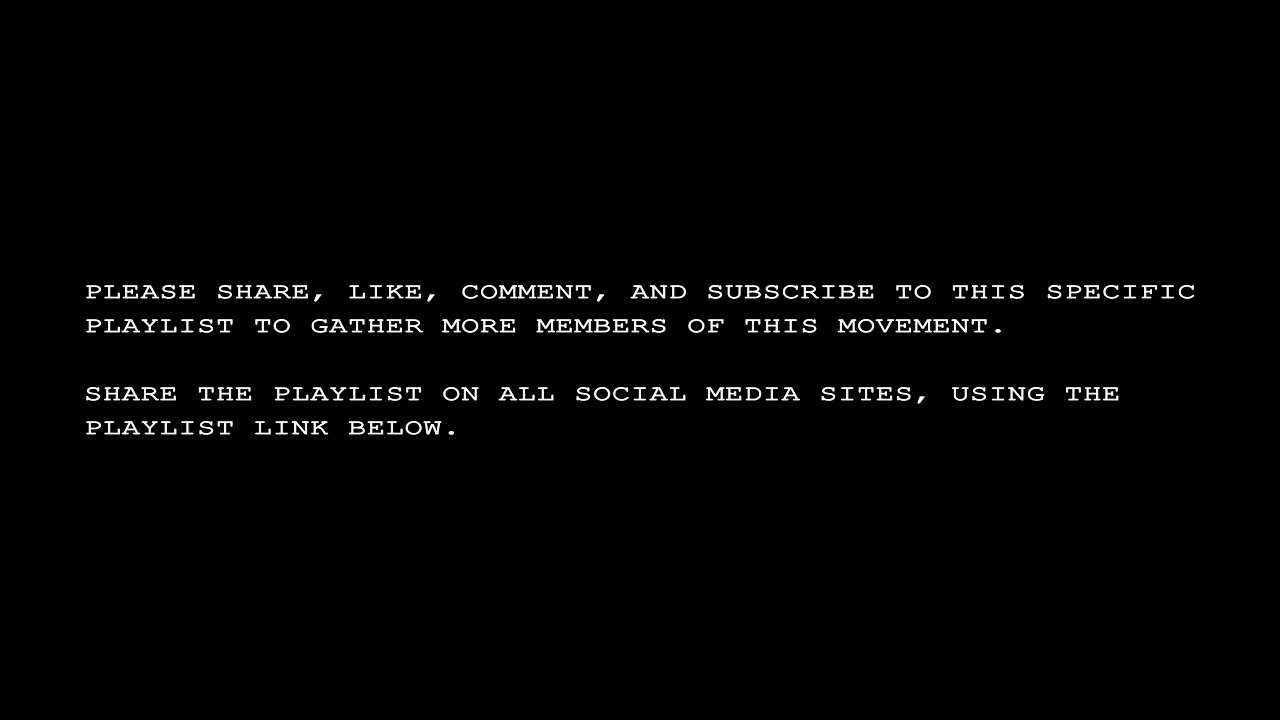 PLEASE SHARE, LIKE, COMMENT, AND SUBSCRIBE TO THIS SPECIFIC
PLAYLIST TO GATHER MORE MEMBERS OF THIS MOVEMENT.
SHARE THE PLAYLIST ON ALL SOCIAL MEDIA SITES, USING THE
PLAYLIST LINK BELOW.